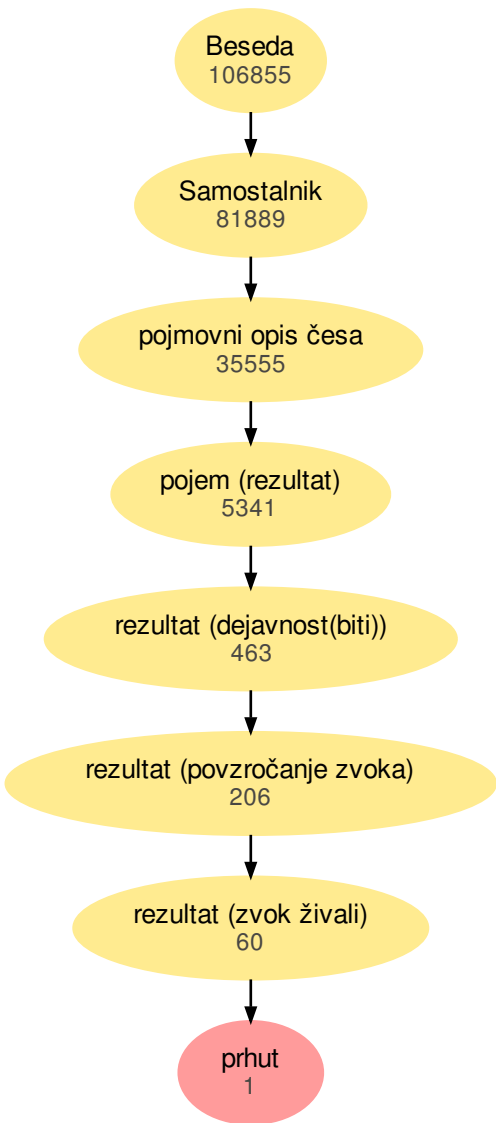 Beseda
106855
Samostalnik
81889
pojmovni opis česa
35555
pojem (rezultat)
5341
rezultat (dejavnost(biti))
463
rezultat (povzročanje zvoka)
206
rezultat (zvok živali)
60
prhut
1